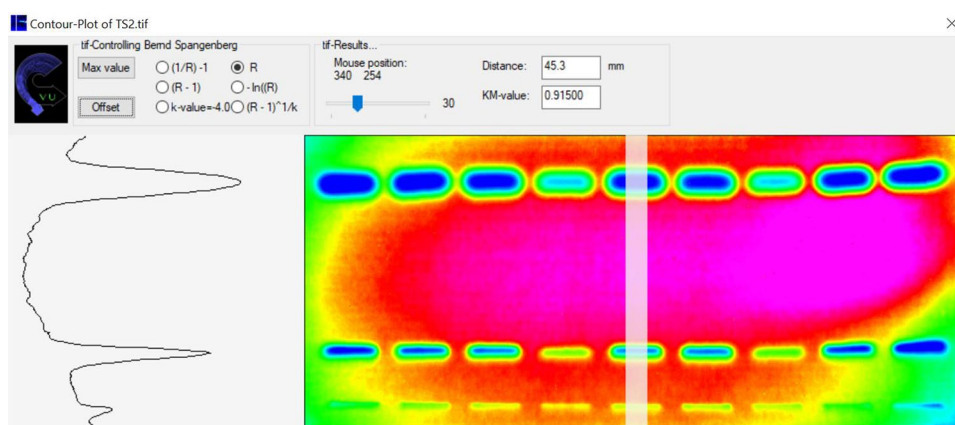 Contour-Plot of TS2.tif
tif-Controlling Bernd Spangenberg
Max value
(1/R) -1
R
(R - 1)
- ln((R)
Offset
k-value=-4.0
(R - 1)^1/k
tif-Results...
Mouse position:
340 254
30
Distance:
45.3
mm
KM-value:
0.91500
VU